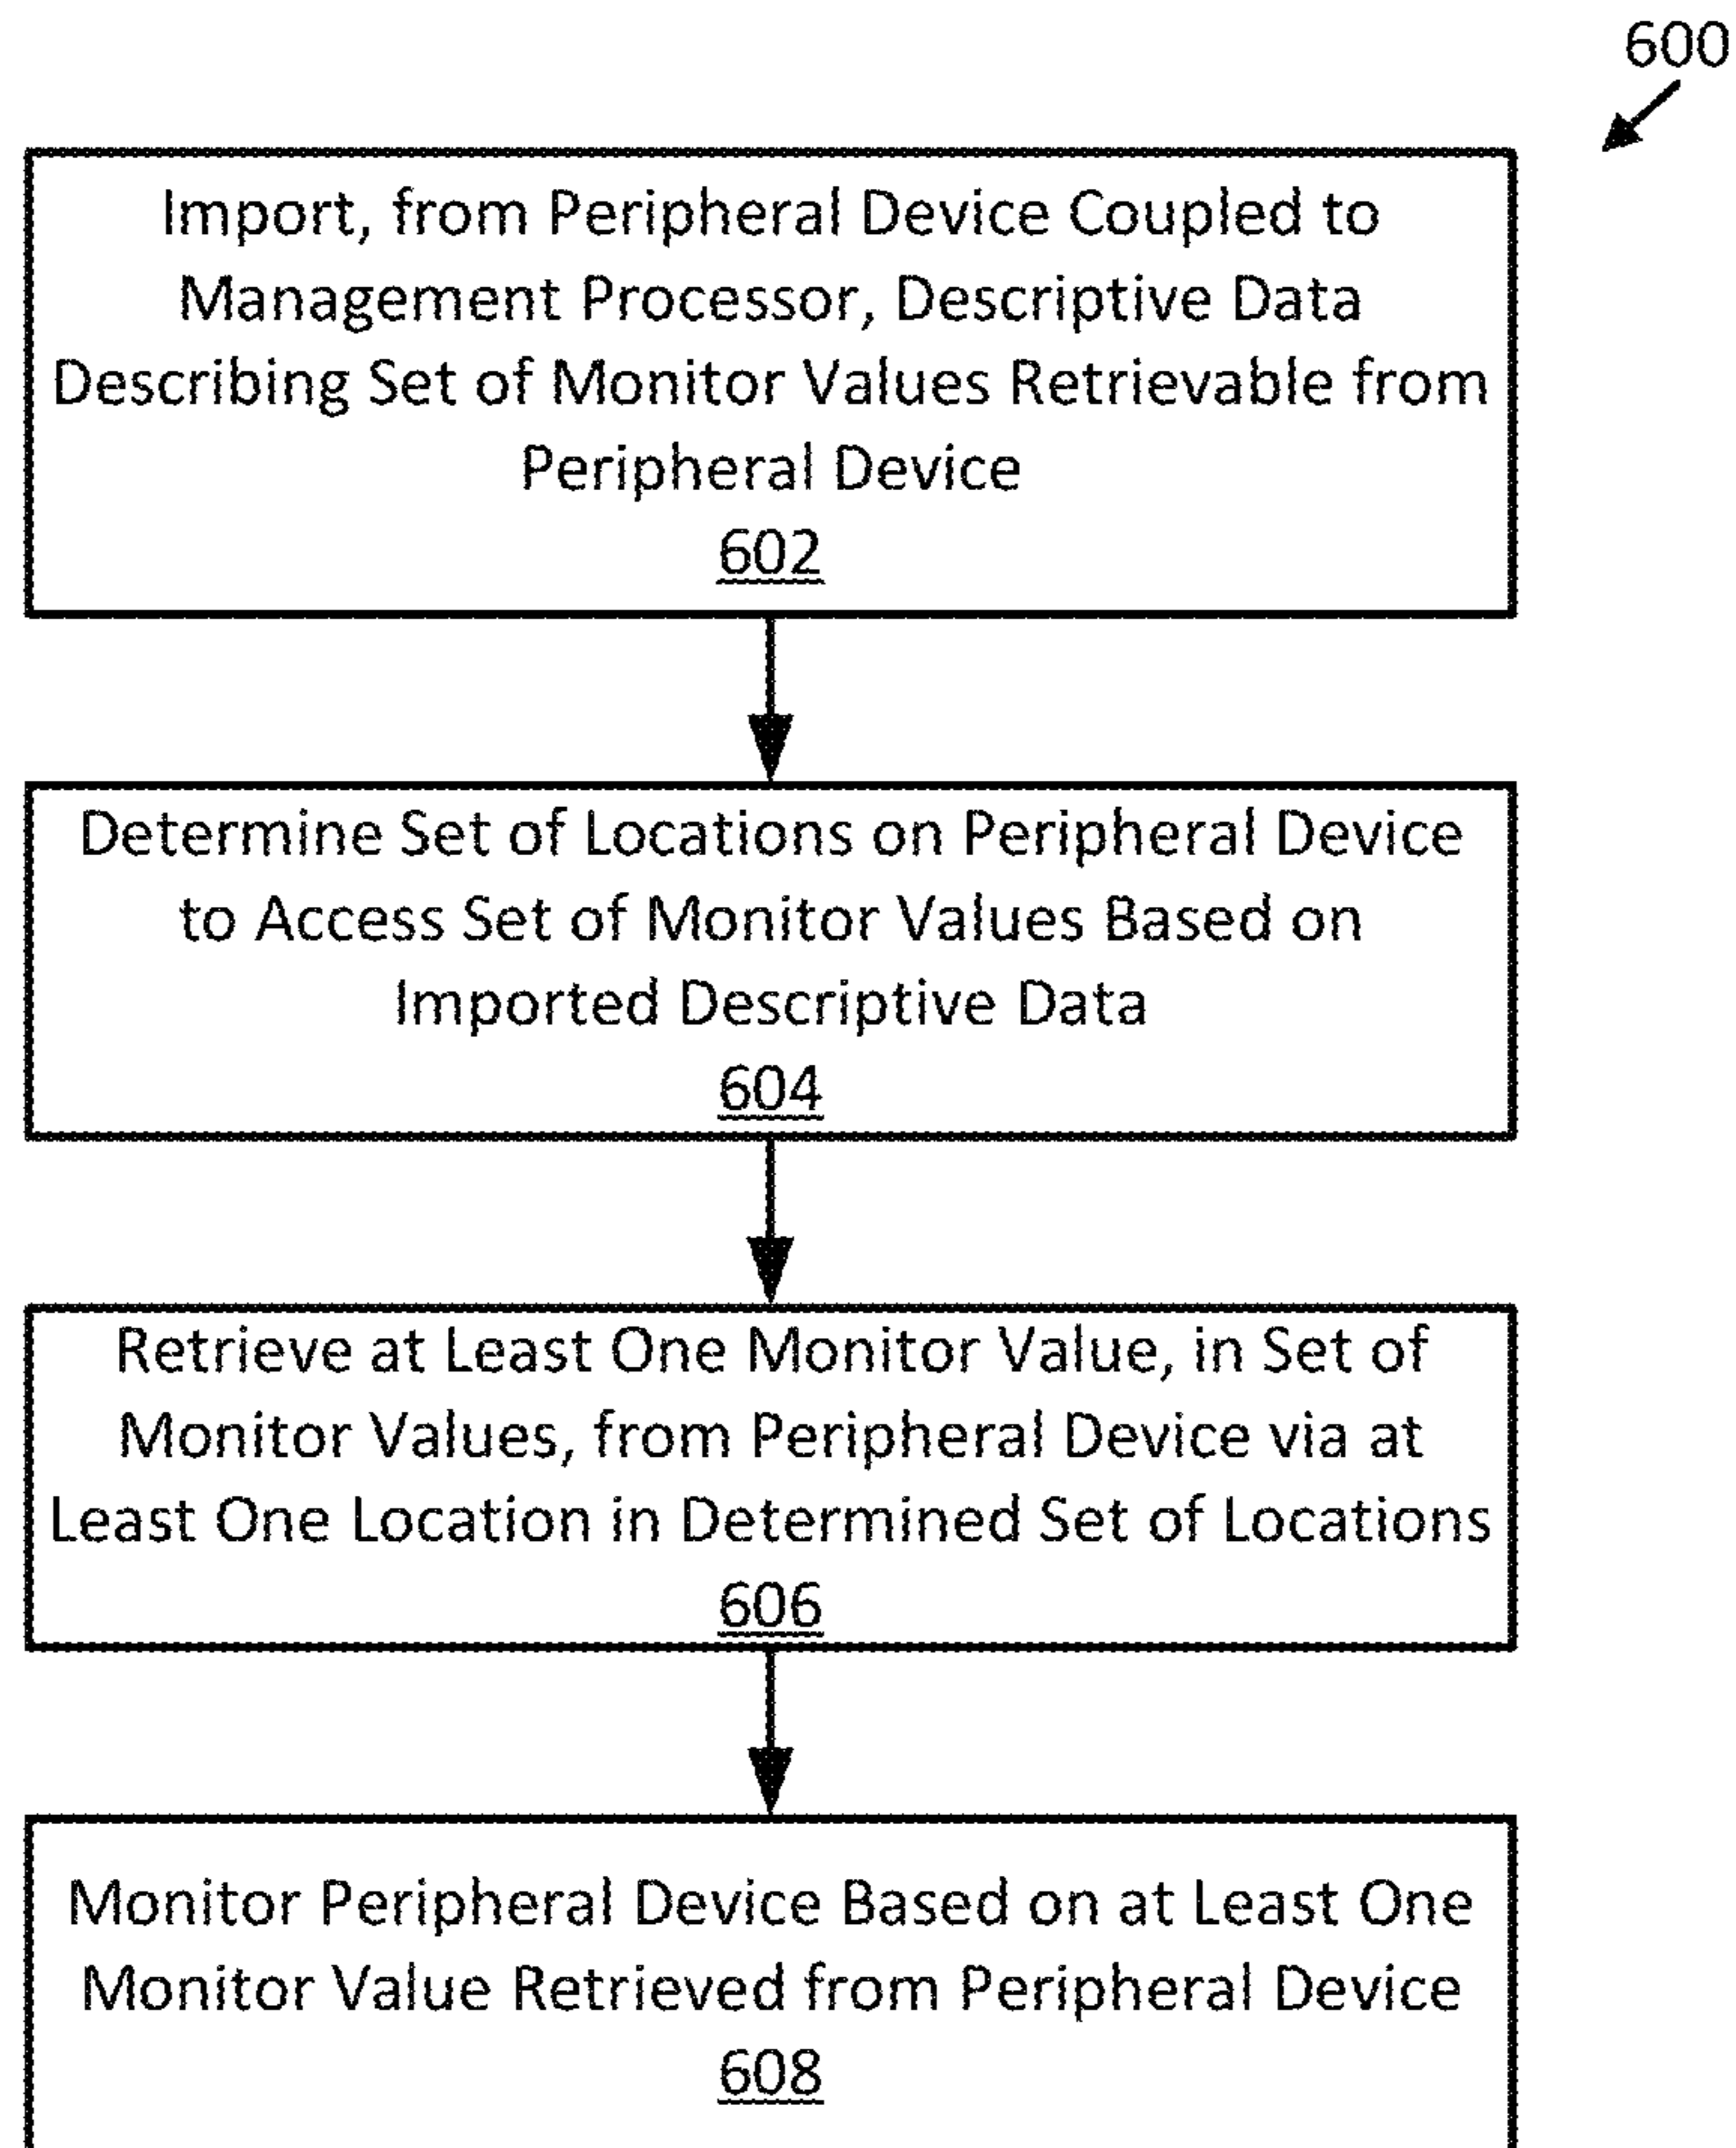 600
Import, from Peripheral Device Coupled to
Management Processor, Descriptive Data
Describing Set of Monitor Values Retrievable from
Peripheral Device
602
Determine Set of Locations on Peripheral Device
to Access Set of Monitor Values Based on
Imported Descriptive Data
604
Retrieve at Least One Monitor Value, in Set of
Monitor Values, from Peripheral Device via at
Least One Location in Determined Set of Locations
606
Monitor Peripheral Device Based on at Least One
Monitor Value Retrieved from Peripheral Device
608